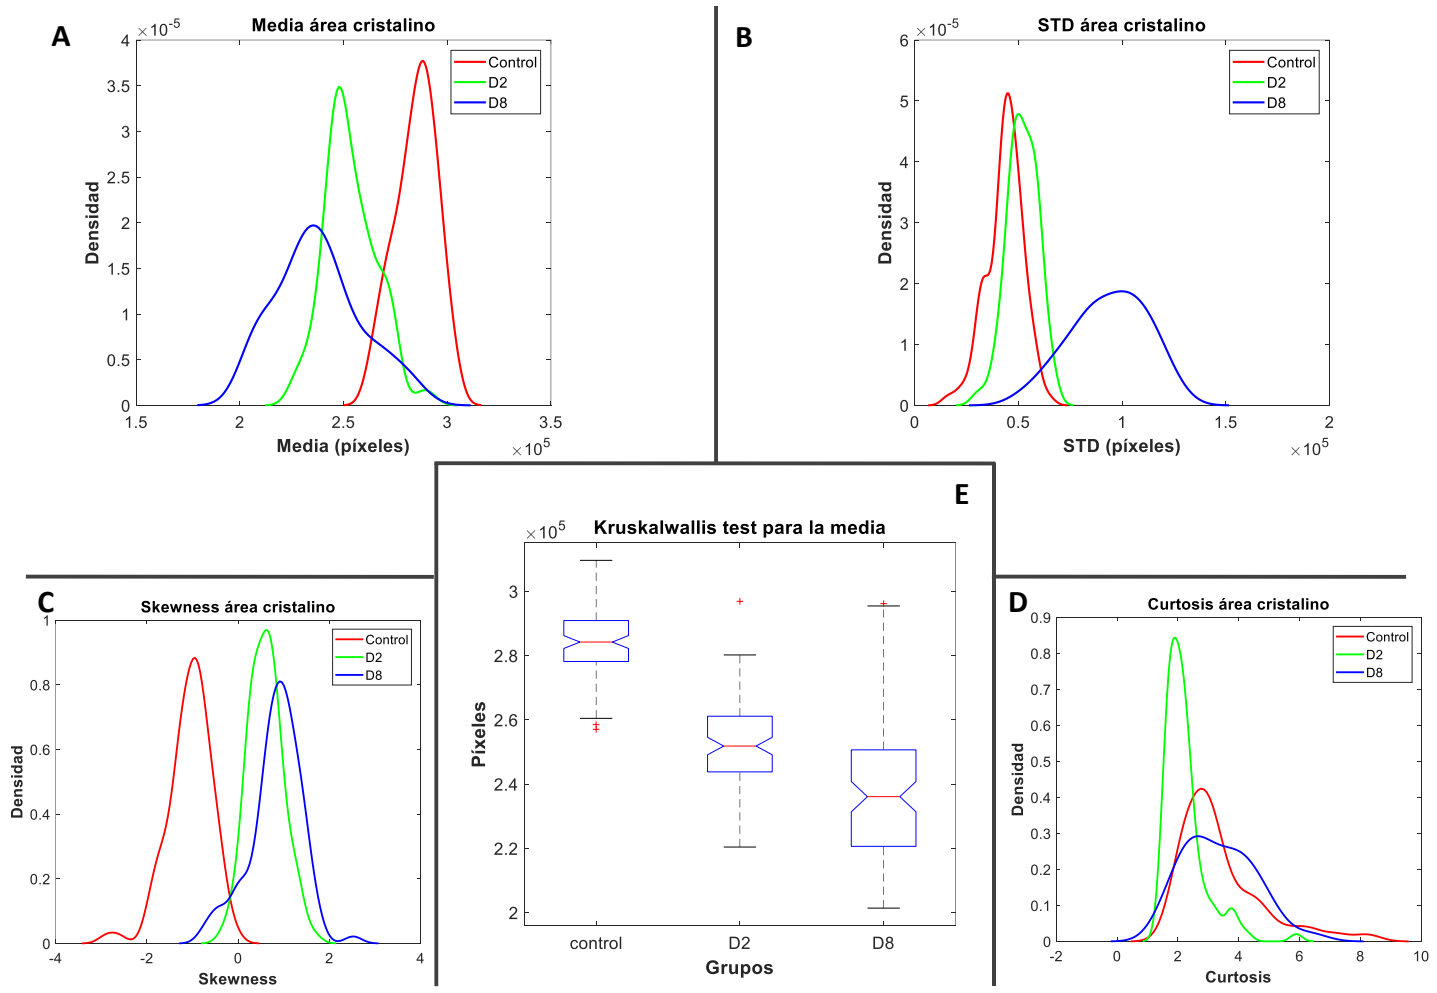 A
Media área cristalino
×10-5
4
3.5
3
2.5
2
1.5
1
0.5
0
Densidad
1.5
2
2.5
3
3.5
Media (píxeles)
×105
Control
D2
D8
B
STD área cristalino
×10-5
6
5
4
3
2
1
0
Densidad
0
0.5
1
1.5
2
STD (píxeles)
×105
Control
D2
D8
C
Skewness área cristalino
1
0.8
0.6
0.4
0.2
0
Densidad
-4
-2
0
2
4
Skewness
Control
D2
D8
E
Kruskalwallis test para la media
×105
3
2.8
2.6
2.4
2.2
2
Píxeles
control
D2
D8
Grupos
D
Curtosis área cristalino
0.9
0.8
0.7
0.6
0.5
0.4
0.3
0.2
0.1
0
Densidad
-2
0
2
4
6
8
10
Curtosis
Control
D2
D8